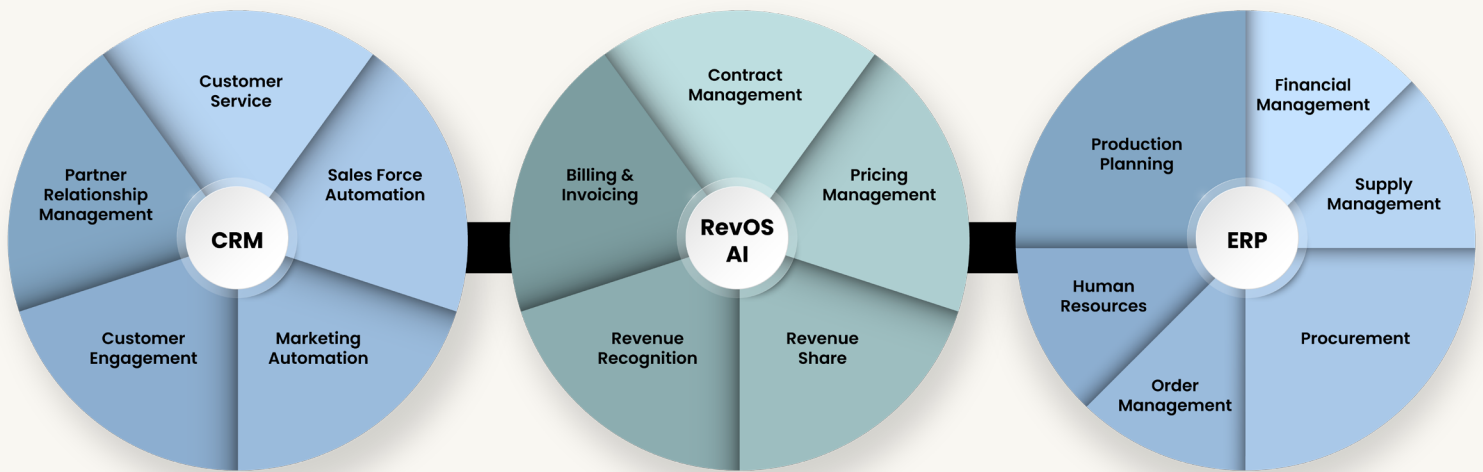 Customer
Service
Sales Force
Automation
Marketing
Automation
Customer
Engagement
Partner
Relationship
Management
CRM
Contract
Management
Pricing
Management
Revenue
Share
Revenue
Recognition
Billing &
Invoicing
RevOS
AI
Financial
Management
Supply
Management
Procurement
Order
Management
Human
Resources
Production
Planning
ERP